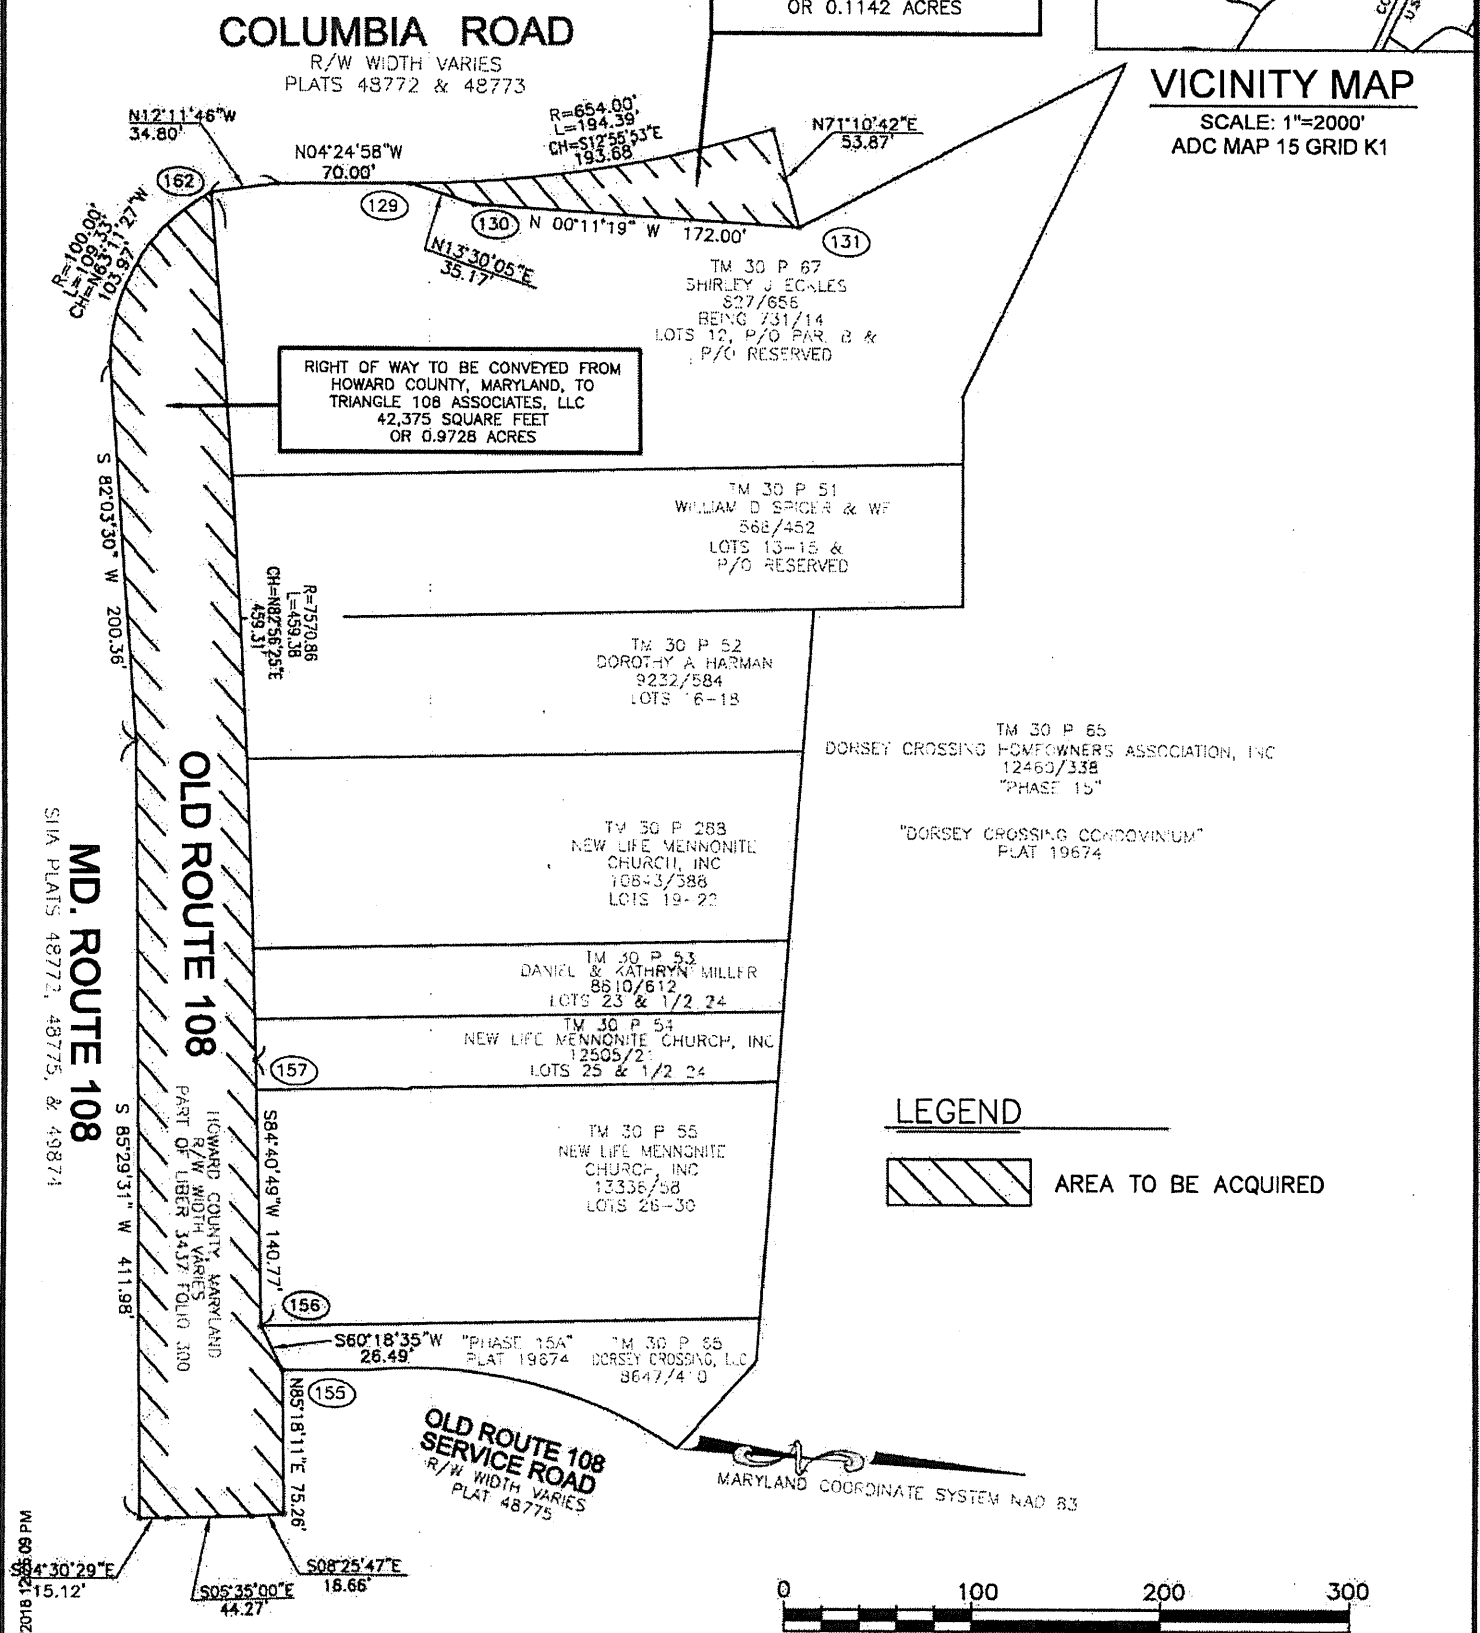 OR 0.1142 ACRES
COLUMBIA ROAD
R/W WIDTH VARIES
PLATS 48772 & 48773
VICINITY MAP
SCALE: 1"=2000'
ADC MAP 15 GRID K1
N12°11'46"W
34.80'
N04°24'58"W
70.00'
R=654.00'
L=194.39'
CH=S12°55'53"E
193.68'
N71°10'42"E
53.87'
162
129
130
N 00°11'19" W 172.00'
131
N13°30'05"E
35.17'
R=100.00'
L=109.33'
CH=N63°11'27"W
103.97'
TM 30 P 67
SHIRLEY J ECKLES
827/656
BEING 731/14
LOTS 12, P/O PAR. B &
P/O RESERVED
RIGHT OF WAY TO BE CONVEYED FROM
HOWARD COUNTY, MARYLAND, TO
TRIANGLE 108 ASSOCIATES, LLC
42,375 SQUARE FEET
OR 0.9728 ACRES
S 82°03'30" W 200.36'
TM 30 P 51
WILLIAM D SPICER & WF
568/452
LOTS 13-15 &
P/O RESERVED
R=7570.86
L=459.38
CH=N82°56'25"E
459.31'
TM 30 P 52
DOROTHY A HARMAN
9232/584
LOTS 16-18
TM 30 P 65
DORSEY CROSSING HOMEOWNERS ASSOCIATION, INC
12460/338
"PHASE 15"
"DORSEY CROSSING CONDOMINIUM"
PLAT 19674
OLD ROUTE 108
MD. ROUTE 108
SHA PLATS 48772, 48775, & 49874
TM 30 P 288
NEW LIFE MENNONITE
CHURCH, INC
10843/388
LOTS 19-22
TM 30 P 53
DANIEL & KATHRYN MILLER
8610/612
LOTS 23 & 1/2 24
TM 30 P 54
NEW LIFE MENNONITE CHURCH, INC
12505/21
LOTS 25 & 1/2 24
157
HOWARD COUNTY, MARYLAND
R/W WIDTH VARIES
PART OF LIBER 3437 FOLIO 300
S 85°29'31" W 411.98'
S84°40'49"W 140.77'
TM 30 P 55
NEW LIFE MENNONITE
CHURCH, INC
13336/58
LOTS 26-30
LEGEND
AREA TO BE ACQUIRED
156
S60°18'35"W
26.49'
"PHASE 15A"
PLAT 19674
TM 30 P 65
DORSEY CROSSING, LLC
8647/410
155
N85°18'11"E 75.26'
OLD ROUTE 108
SERVICE ROAD
R/W WIDTH VARIES
PLAT 48775
MARYLAND COORDINATE SYSTEM NAD 83
S04°30'29"E
15.12'
S05°35'00"E
44.27'
S08°25'47"E
18.66'
0 100 200 300